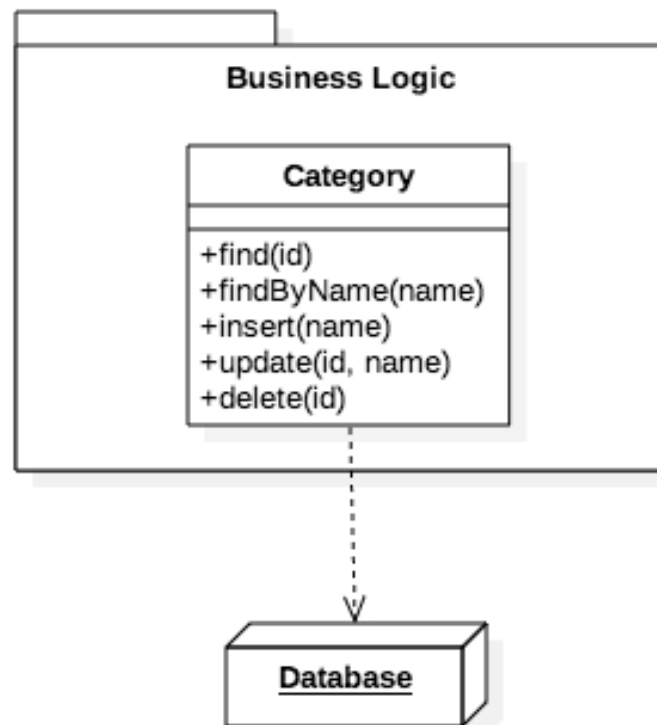 Business Logic
Category
+find(id)
+findByName(name)
+insert(name)
+update(id, name)
+delete(id)
Database